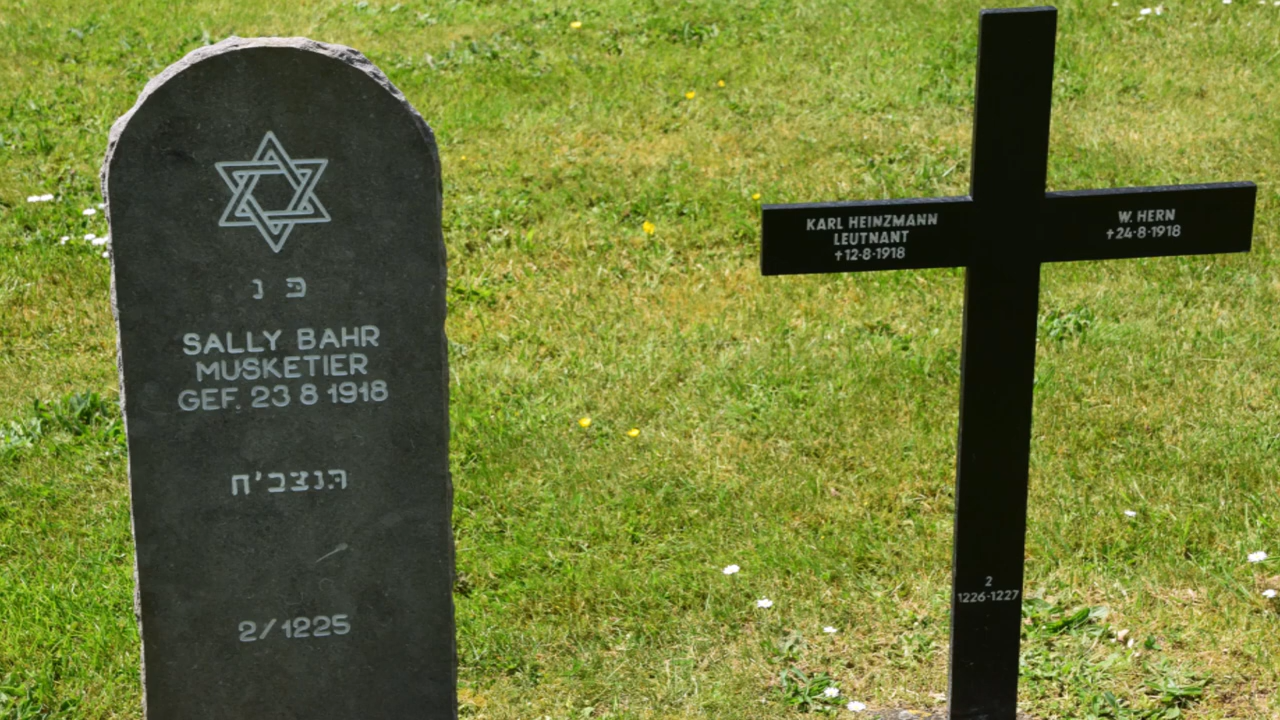 פ נ
SALLY BAHR
MUSKETIER
GEF. 23 8 1918
תנצב'ח
2/1225
KARL HEINZMANN
LEUTNANT
†12·8·1918
W. HERN
†24·8·1918
2
1226-1227